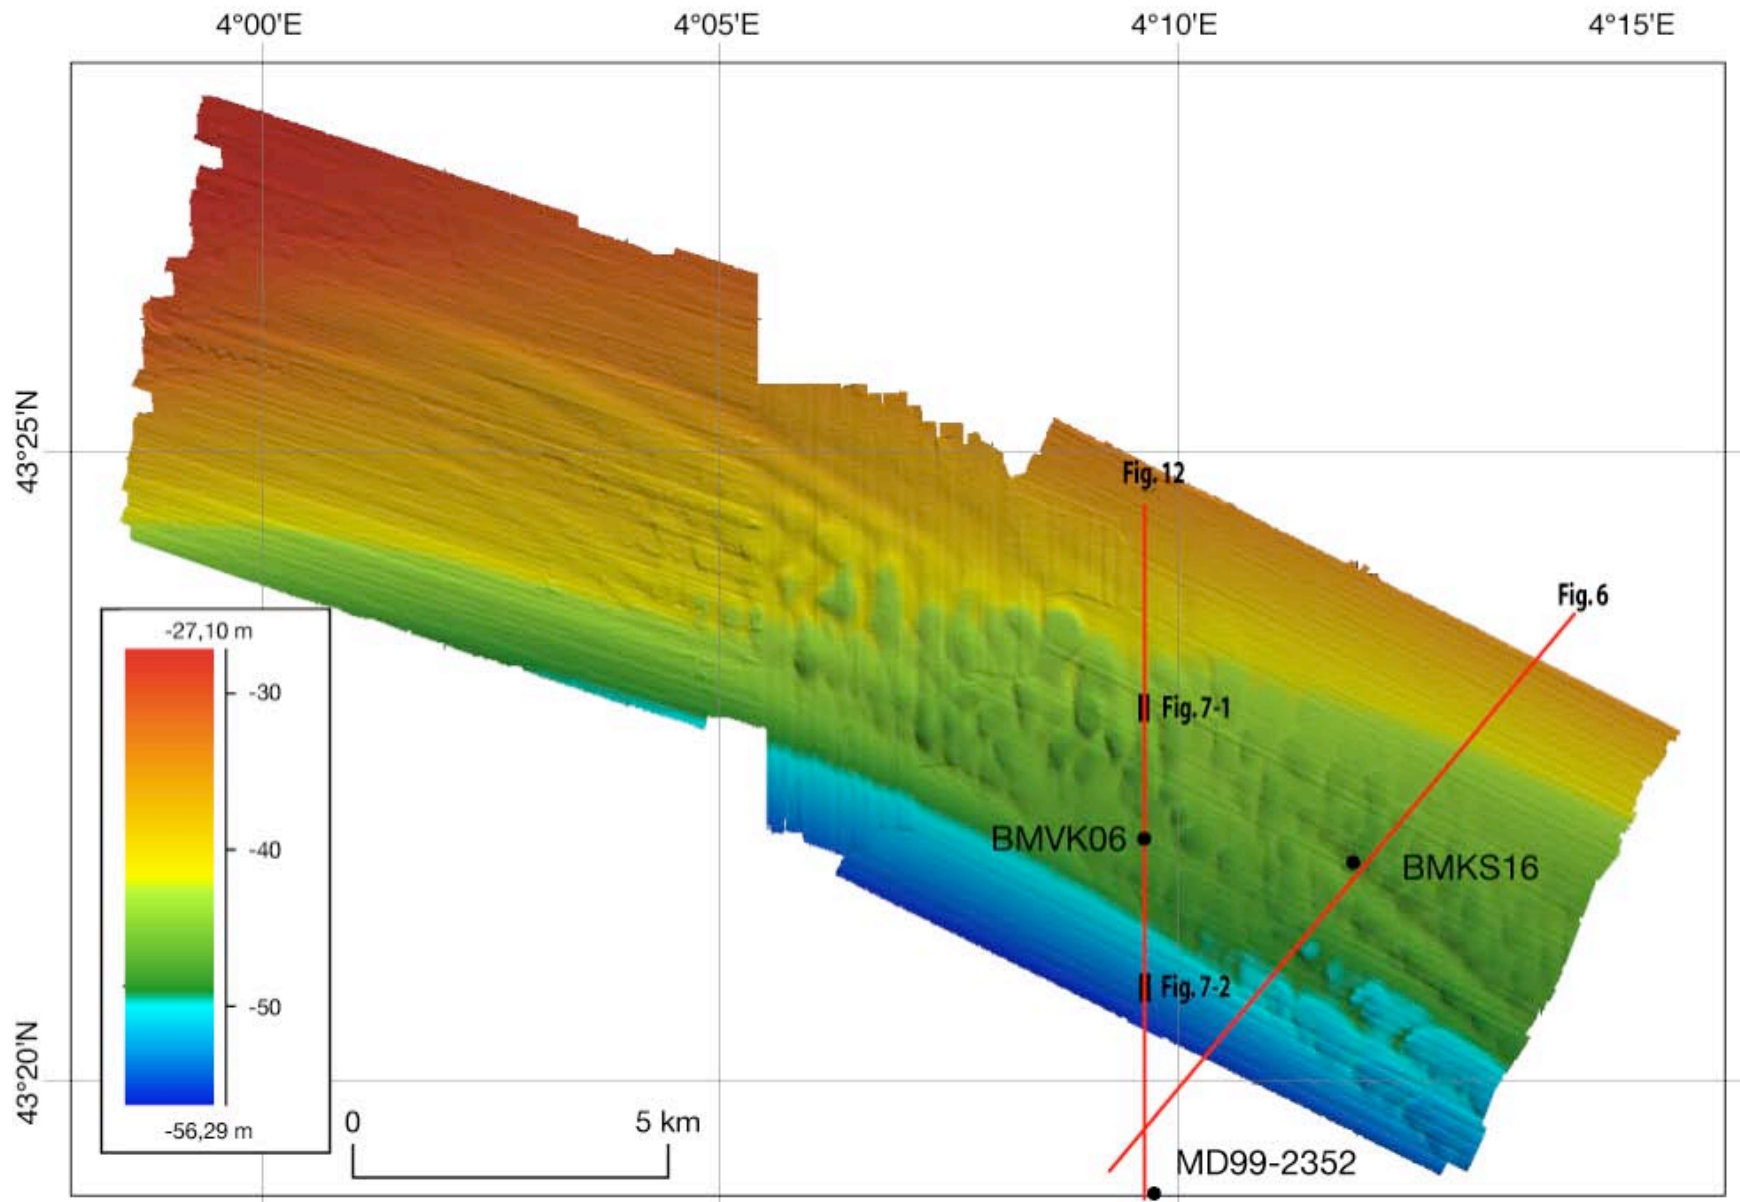 4°00'E
4°05'E
4°10'E
4°15'E
43°25'N
Fig. 12
Fig. 6
-27,10 m
-30
Fig. 7-1
-40
BMVK06
BMKS16
Fig. 7-2
-50
43°20'N
-56,29 m
0
5 km
MD99-2352